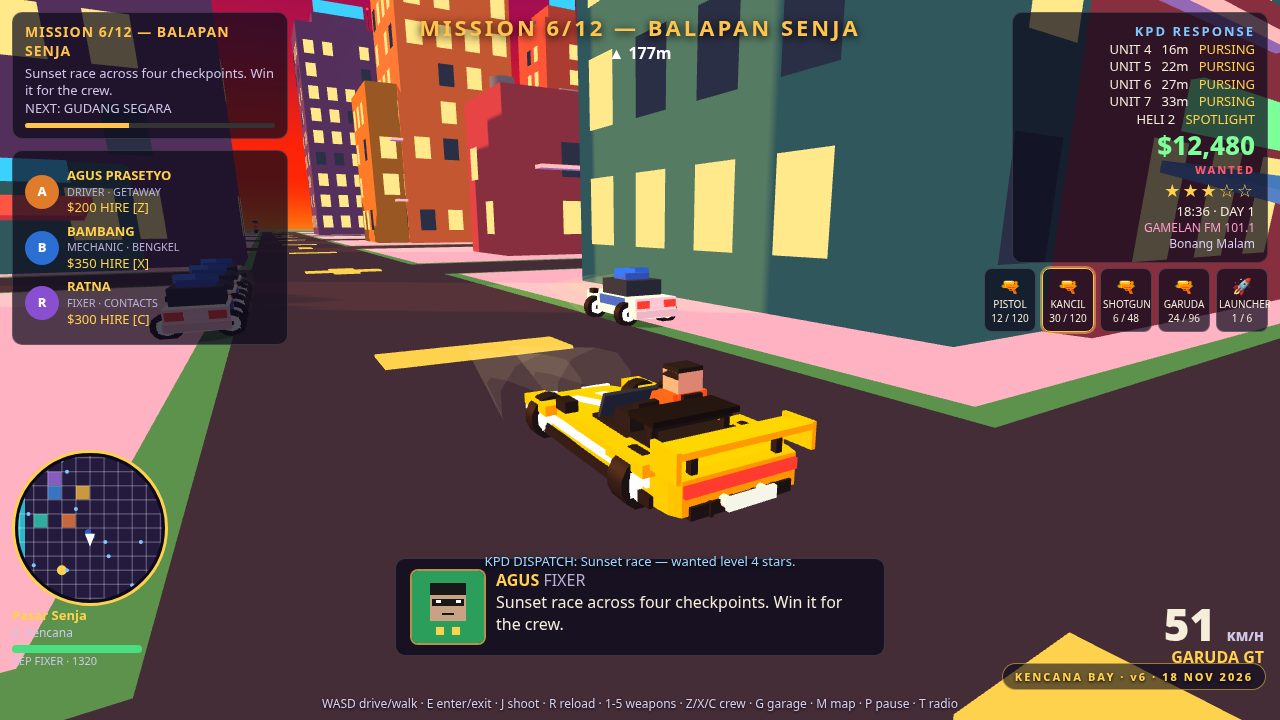 MISSION 6/12 — BALAPAN SENJA
Sunset race across four checkpoints. Win
it for the crew.
NEXT: GUDANG SEGARA
A
AGUS PRASETYO
DRIVER · GETAWAY
$200 HIRE [Z]
B
BAMBANG
MECHANIC · BENGKEL
$350 HIRE [X]
R
RATNA
FIXER · CONTACTS
$300 HIRE [C]
MISSION 6/12 — BALAPAN SENJA
▲ 177m
KPD RESPONSE
UNIT 4 16m PURSING
UNIT 5 22m PURSING
UNIT 6 27m PURSING
UNIT 7 33m PURSING
HELI 2 SPOTLIGHT
$12,480
WANTED
★★★☆☆
18:36 · DAY 1
GAMELAN FM 101.1
Bonang Malam
PISTOL
12 / 120
KANCIL
30 / 120
SHOTGUN
6 / 48
GARUDA
24 / 96
LAUNCHER
1 / 6
Pasar Senja
Kencana
EP FIXER · 1320
KPD DISPATCH: Sunset race — wanted level 4 stars.
AGUS FIXER
Sunset race across four checkpoints. Win it for
the crew.
51 KM/H
GARUDA GT
KENCANA BAY · v6 · 18 NOV 2026
WASD drive/walk · E enter/exit · J shoot · R reload · 1-5 weapons · Z/X/C crew · G garage · M map · P pause · T radio